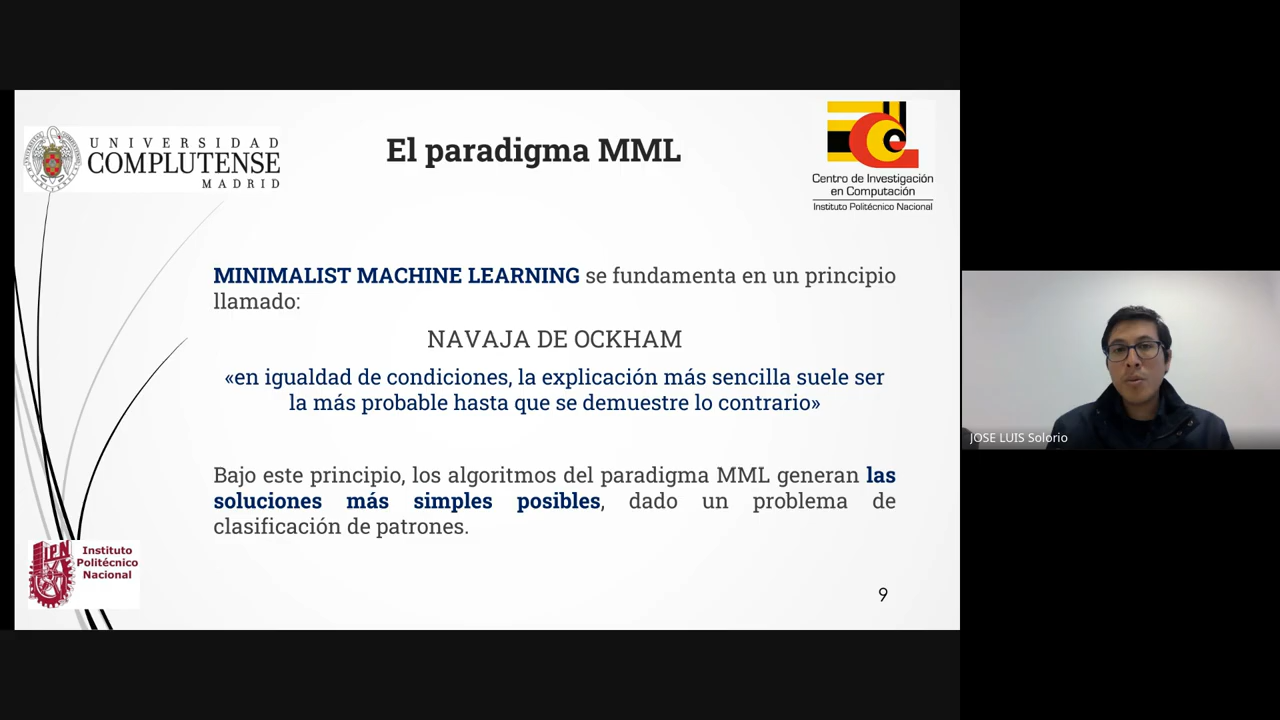 UNIVERSIDAD
COMPLUTENSE
MADRID
El paradigma MML
Centro de Investigación
en Computación
Instituto Politécnico Nacional
MINIMALIST MACHINE LEARNING se fundamenta en un principio
llamado:
NAVAJA DE OCKHAM
«en igualdad de condiciones, la explicación más sencilla suele ser
la más probable hasta que se demuestre lo contrario»
Bajo este principio, los algoritmos del paradigma MML generan las
soluciones más simples posibles, dado un problema de
clasificación de patrones.
IPN
Instituto
Politécnico
Nacional
9
JOSE LUIS Solorio